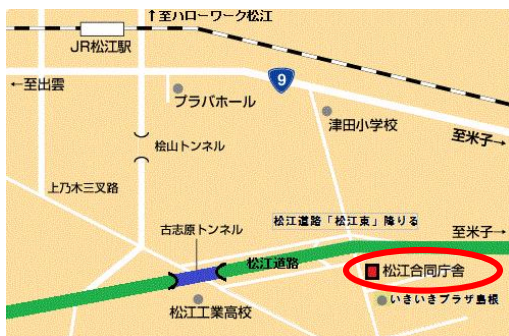 ↑至ハローワーク松江
JR松江駅
←至出雲
9
プラバホール
津田小学校
至米子→
桧山トンネル
上乃木三叉路
古志原トンネル
松江道路「松江東」降りる
至米子→
松江道路
松江合同庁舎
松江工業高校
いきいきプラザ島根